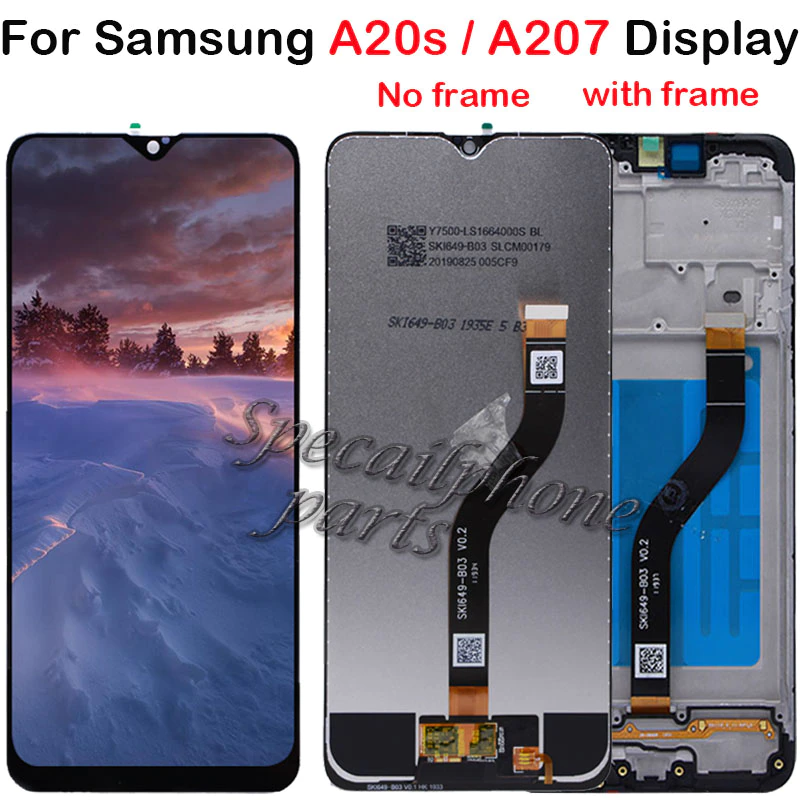 For Samsung A20s / A207 Display
No frame with frame
Y7500-LS1664000S BL
SKI649-B03 SLCM00179
20190825 005CF9
SKI649-B03 1935E 5 B3
Specailphone
parts
SKI649-B03 V0.2
11934
SKI649-B03 V0.2
SKI649-B03 V0.1 HK 1933